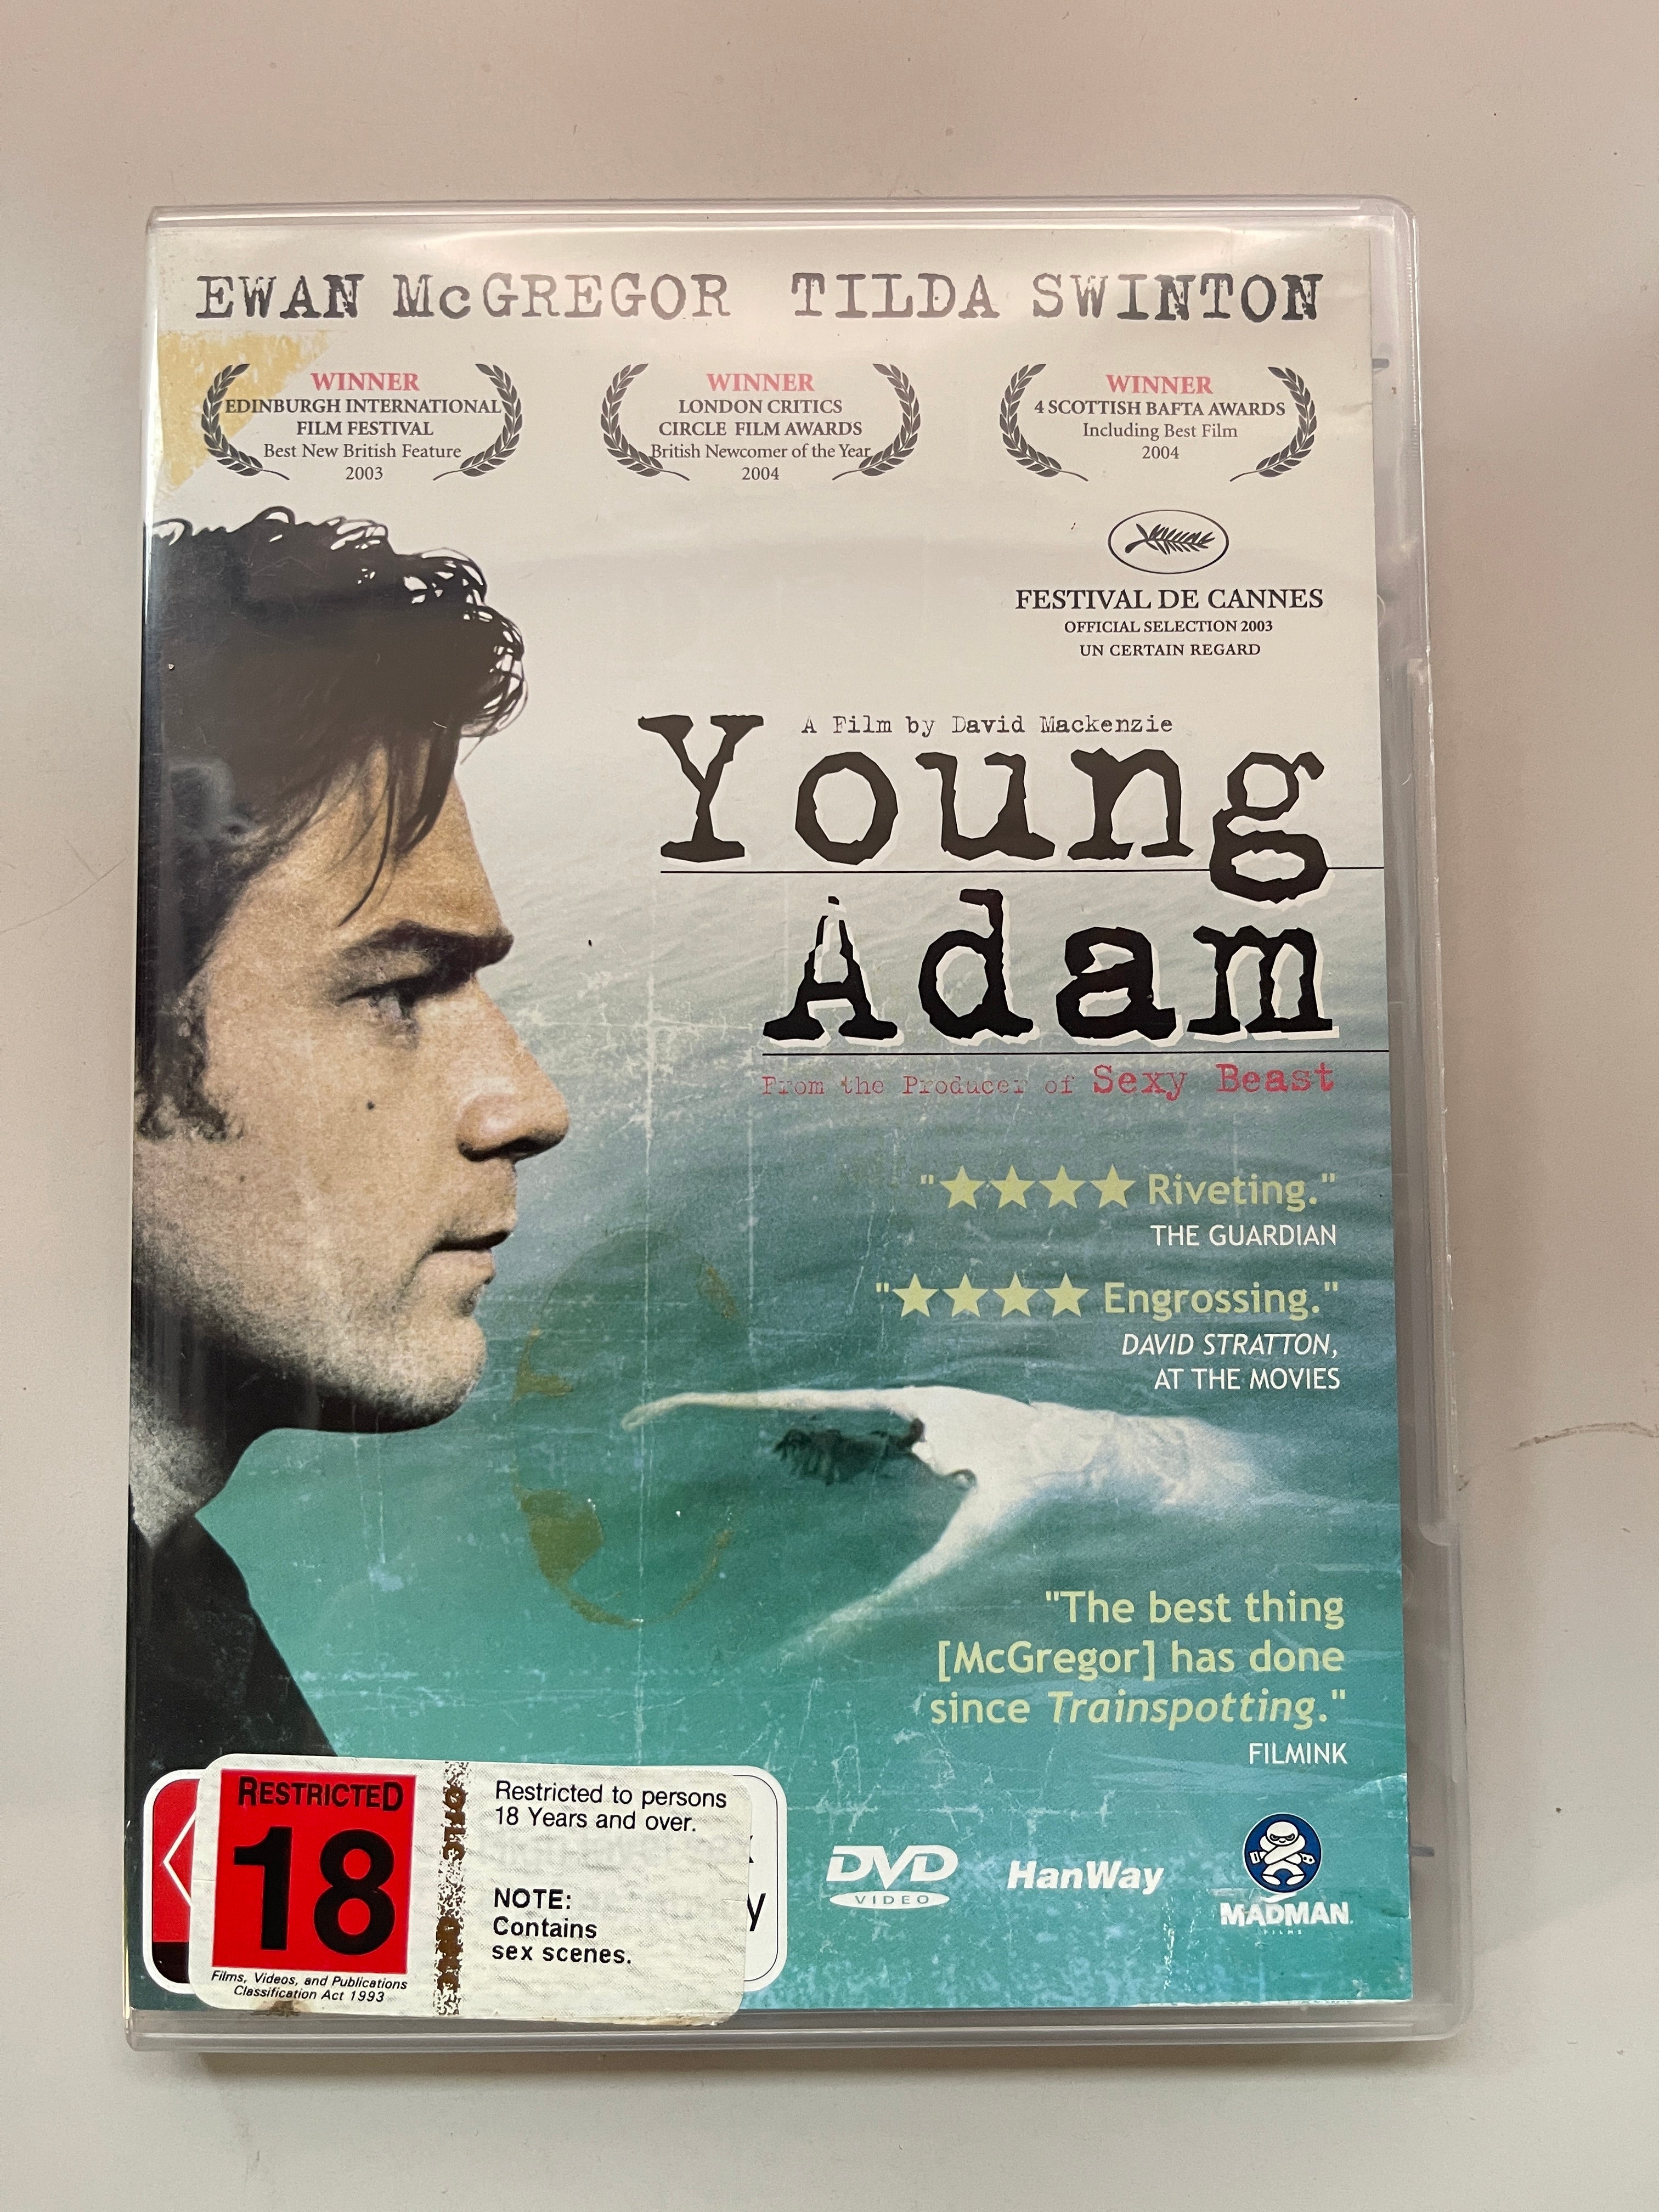 EWAN McGREGOR TILDA SWINTON
WINNER
EDINBURGH INTERNATIONAL
FILM FESTIVAL
Best New British Feature
2003
WINNER
LONDON CRITICS
CIRCLE FILM AWARDS
British Newcomer of the Year
2004
WINNER
4 SCOTTISH BAFTA AWARDS
Including Best Film
2004
FESTIVAL DE CANNES
OFFICIAL SELECTION 2003
UN CERTAIN REGARD
A Film by David Mackenzie
Young
Adam
From the Producer of Sexy Beast
"★★★★ Riveting."
THE GUARDIAN
"★★★★ Engrossing."
DAVID STRATTON,
AT THE MOVIES
"The best thing
[McGregor] has done
since Trainspotting."
FILMINK
RESTRICTED
18
Films, Videos, and Publications
Classification Act 1993
OFLC
Restricted to persons
18 Years and over.
NOTE:
Contains
sex scenes.
y
DVD
VIDEO
HanWay
MADMAN
FILMS